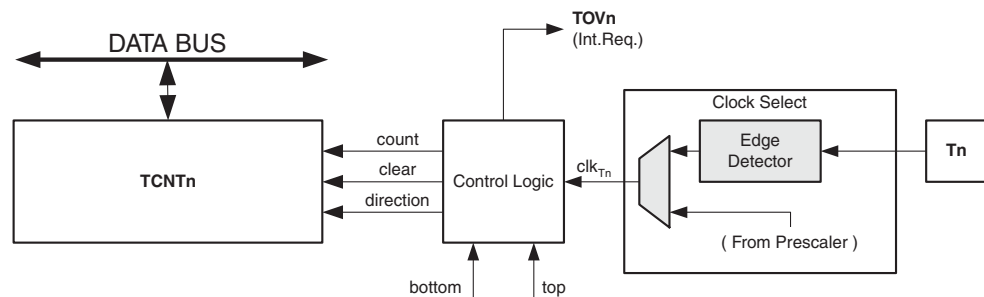 TOVn
(Int.Req.)
DATA BUS
Clock Select
count
Edge
Detector
Tn
TCNTn
clear
Control Logic
clkTn
direction
( From Prescaler )
bottom
top